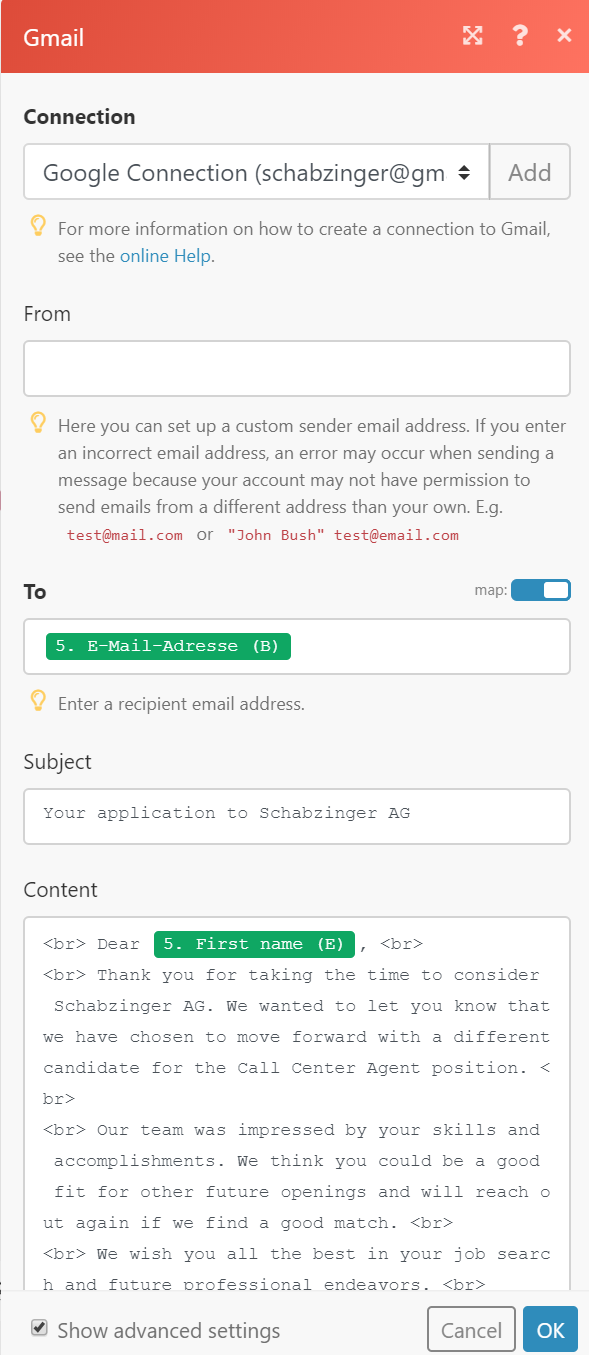 Gmail
Connection
Google Connection (schabzinger@gm
Add
For more information on how to create a connection to Gmail,
see the online Help.
From
Here you can set up a custom sender email address. If you enter
an incorrect email address, an error may occur when sending a
message because your account may not have permission to
send emails from a different address than your own. E.g.
test@mail.com or "John Bush" test@email.com
To
map:
5. E-Mail-Adresse (B)
Enter a recipient email address.
Subject
Your application to Schabzinger AG
Content
<br> Dear 5. First name (E) , <br>
<br> Thank you for taking the time to consider
Schabzinger AG. We wanted to let you know that
we have chosen to move forward with a different
candidate for the Call Center Agent position. <
br>
<br> Our team was impressed by your skills and
accomplishments. We think you could be a good
fit for other future openings and will reach o
ut again if we find a good match. <br>
<br> We wish you all the best in your job searc
h and future professional endeavors. <br>
Show advanced settings
Cancel
OK